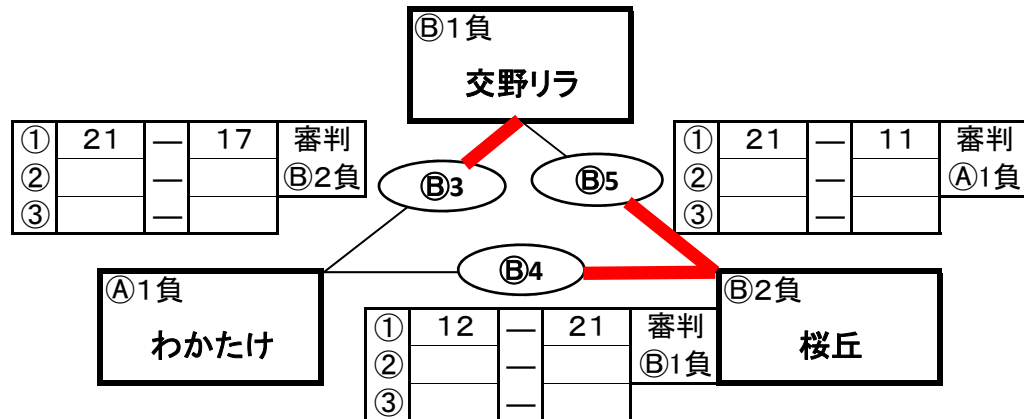 Ⓑ1負
交野リラ
① 21 ― 17 審判
② ― Ⓑ2負
③ ―
Ⓑ3
Ⓑ5
① 21 ― 11 審判
② ― Ⓐ1負
③ ―
Ⓑ4
Ⓐ1負
わかたけ
① 12 ― 21 審判
② ― Ⓑ1負
③ ―
Ⓑ2負
桜丘